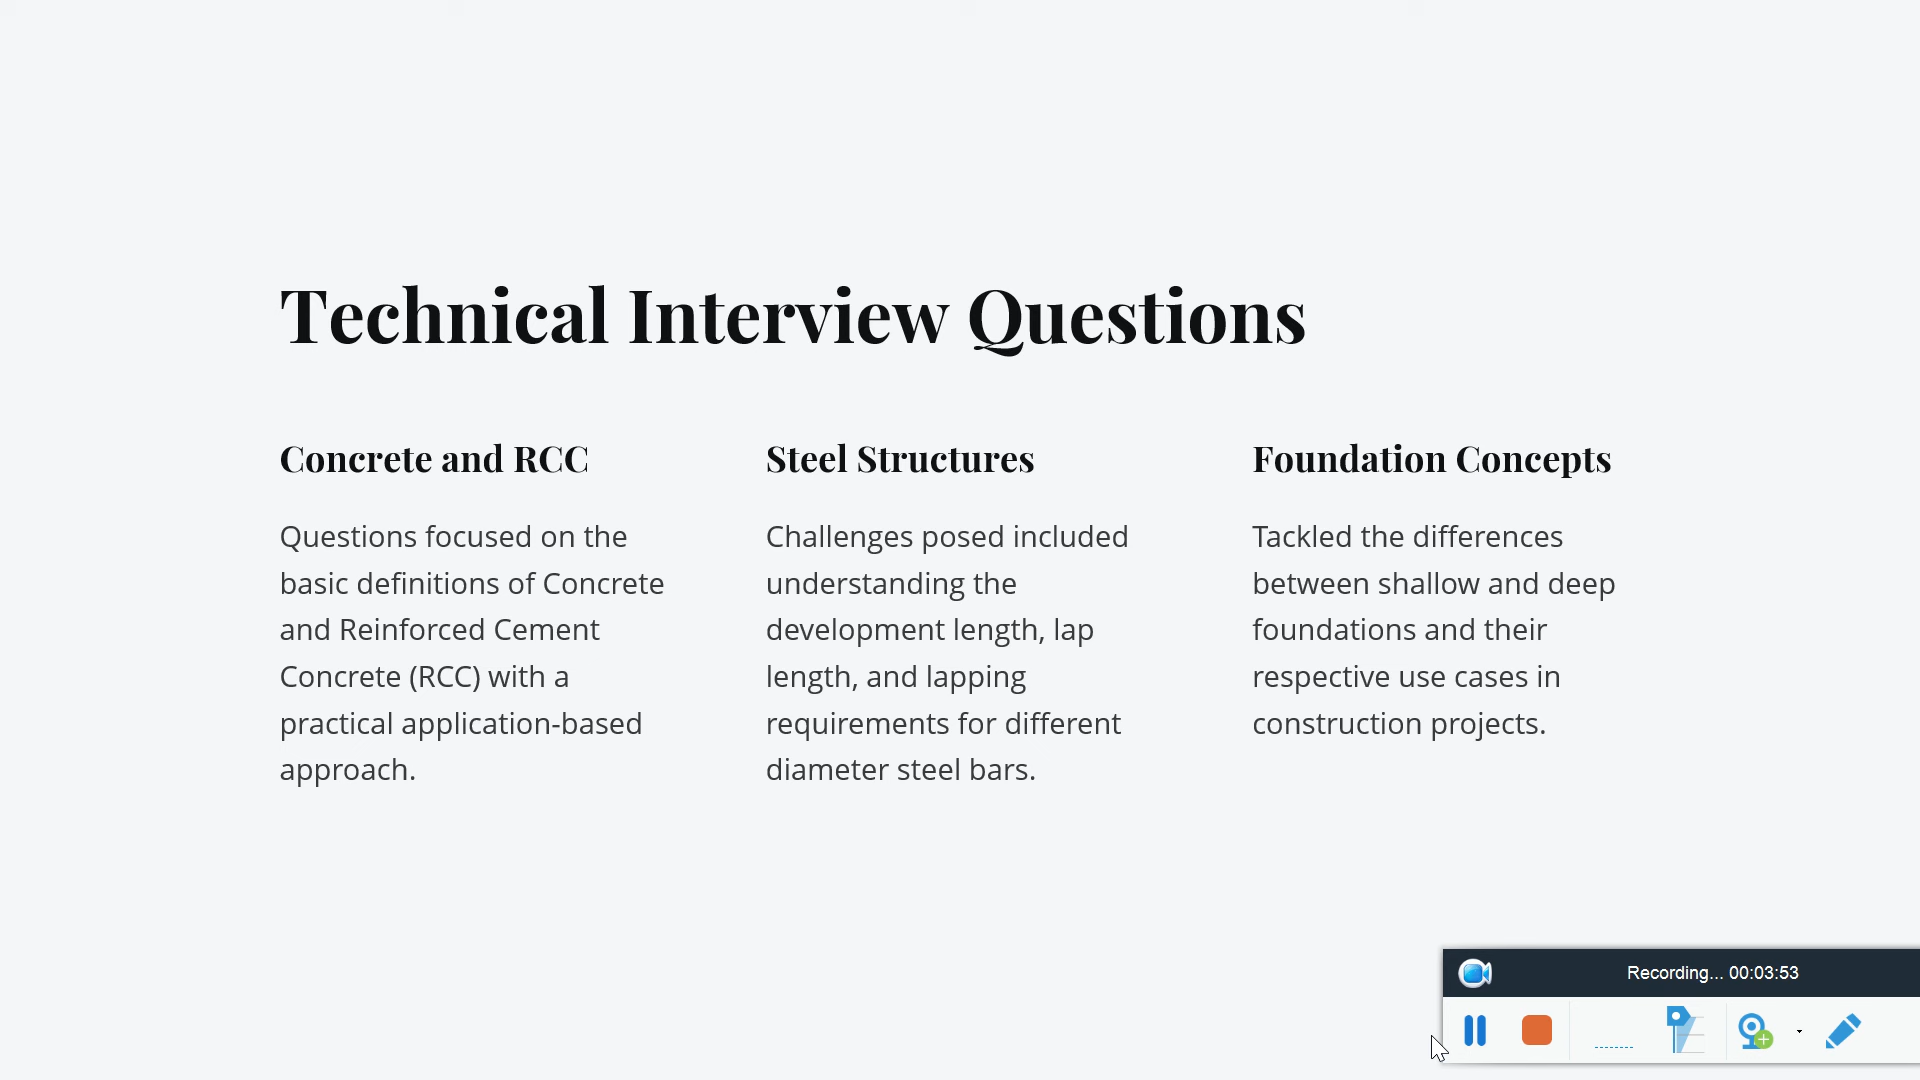 Technical Interview Questions
Concrete and RCC
Questions focused on the
basic definitions of Concrete
and Reinforced Cement
Concrete (RCC) with a
practical application-based
approach.
Steel Structures
Challenges posed included
understanding the
development length, lap
length, and lapping
requirements for different
diameter steel bars.
Foundation Concepts
Tackled the differences
between shallow and deep
foundations and their
respective use cases in
construction projects.
Recording... 00:03:53